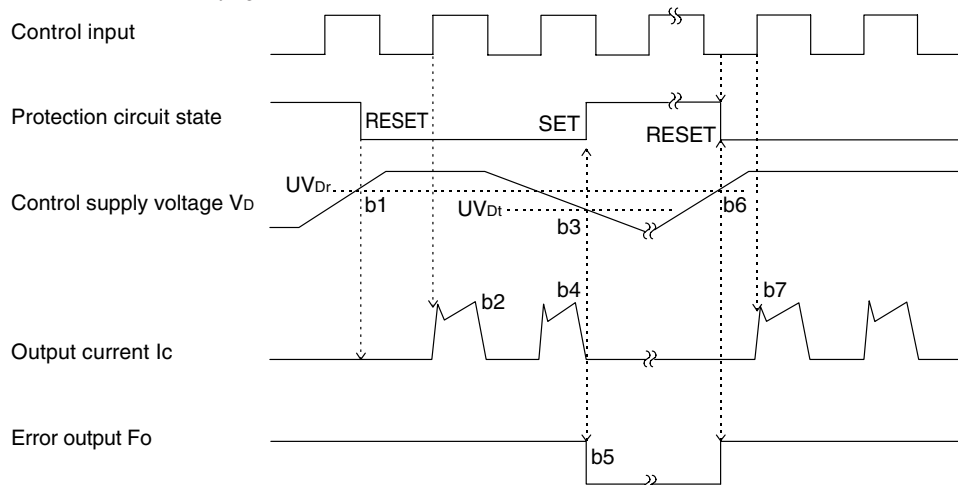 Control input
Protection circuit state
RESET
SET
RESET
Control supply voltage VD
UVDr
b1
UVDt
b3
b6
Output current Ic
b2
b4
b7
Error output Fo
b5